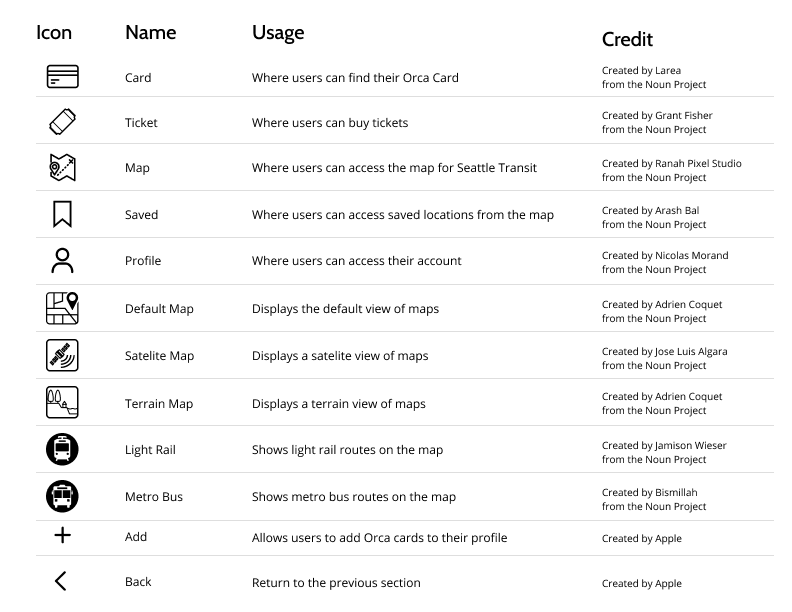 Icon Name Usage Credit
Card Where users can find their Orca Card Created by Larea
from the Noun Project
Ticket Where users can buy tickets Created by Grant Fisher
from the Noun Project
Map Where users can access the map for Seattle Transit Created by Ranah Pixel Studio
from the Noun Project
Saved Where users can access saved locations from the map Created by Arash Bal
from the Noun Project
Profile Where users can access their account Created by Nicolas Morand
from the Noun Project
Default Map Displays the default view of maps Created by Adrien Coquet
from the Noun Project
Satelite Map Displays a satelite view of maps Created by Jose Luis Algara
from the Noun Project
Terrain Map Displays a terrain view of maps Created by Adrien Coquet
from the Noun Project
Light Rail Shows light rail routes on the map Created by Jamison Wieser
from the Noun Project
Metro Bus Shows metro bus routes on the map Created by Bismillah
from the Noun Project
Add Allows users to add Orca cards to their profile Created by Apple
Back Return to the previous section Created by Apple